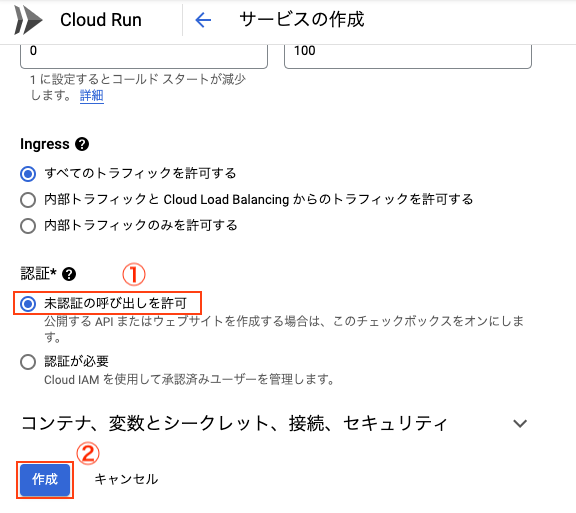 Cloud Run ← サービスの作成
0 100
1 に設定するとコールド スタートが減少
します。 詳細
Ingress ?
すべてのトラフィックを許可する
内部トラフィックと Cloud Load Balancing からのトラフィックを許可する
内部トラフィックのみを許可する
認証* ? ①
未認証の呼び出しを許可
公開する API またはウェブサイトを作成する場合は、このチェックボックスをオンにしま
す。
認証が必要
Cloud IAM を使用して承認済みユーザーを管理します。
コンテナ、変数とシークレット、接続、セキュリティ
②
作成 キャンセル